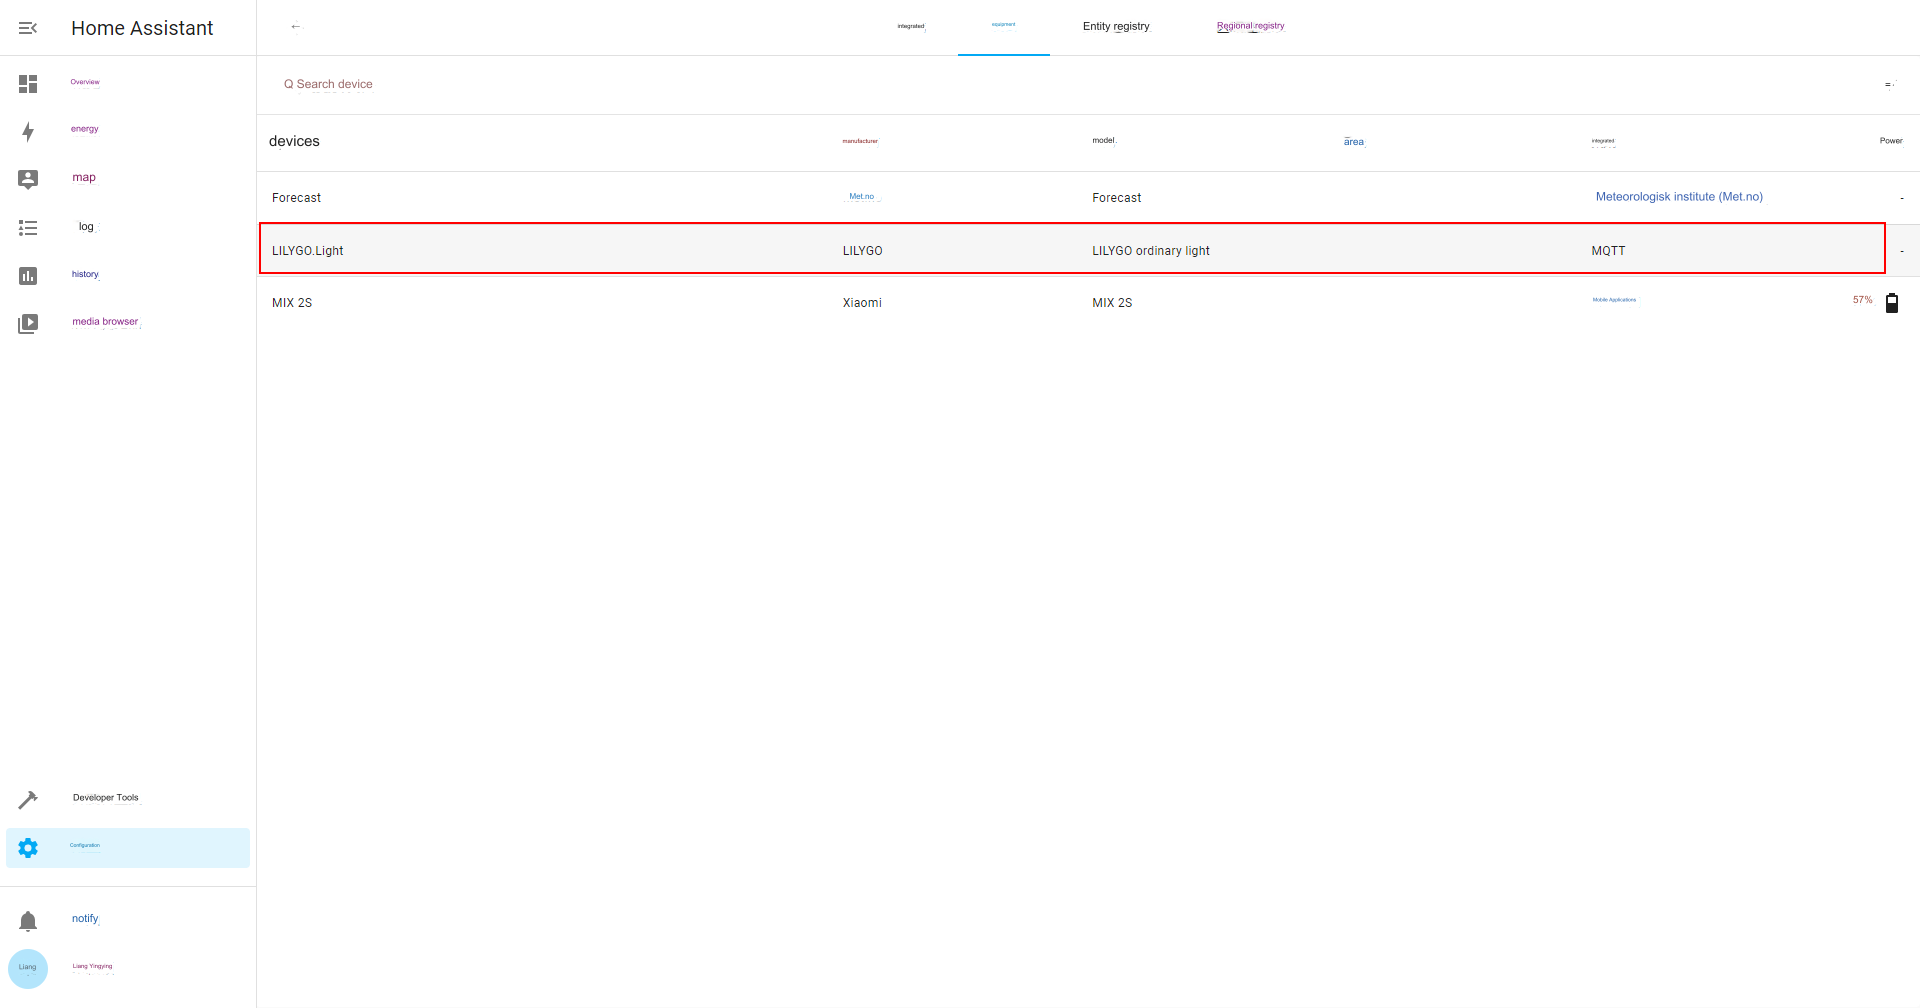 Home Assistant
Overview
energy
map
log
history
media browser
Developer Tools
Configuration
notify
Liang
Liang Yingying
← integrated equipment Entity registry Regional registry
Search device
devices manufacturer model area integrated Power
Forecast Met.no Forecast Meteorologisk institute (Met.no) -
LILYGO.Light LILYGO LILYGO ordinary light MQTT -
MIX 2S Xiaomi MIX 2S Mobile Applications 57%